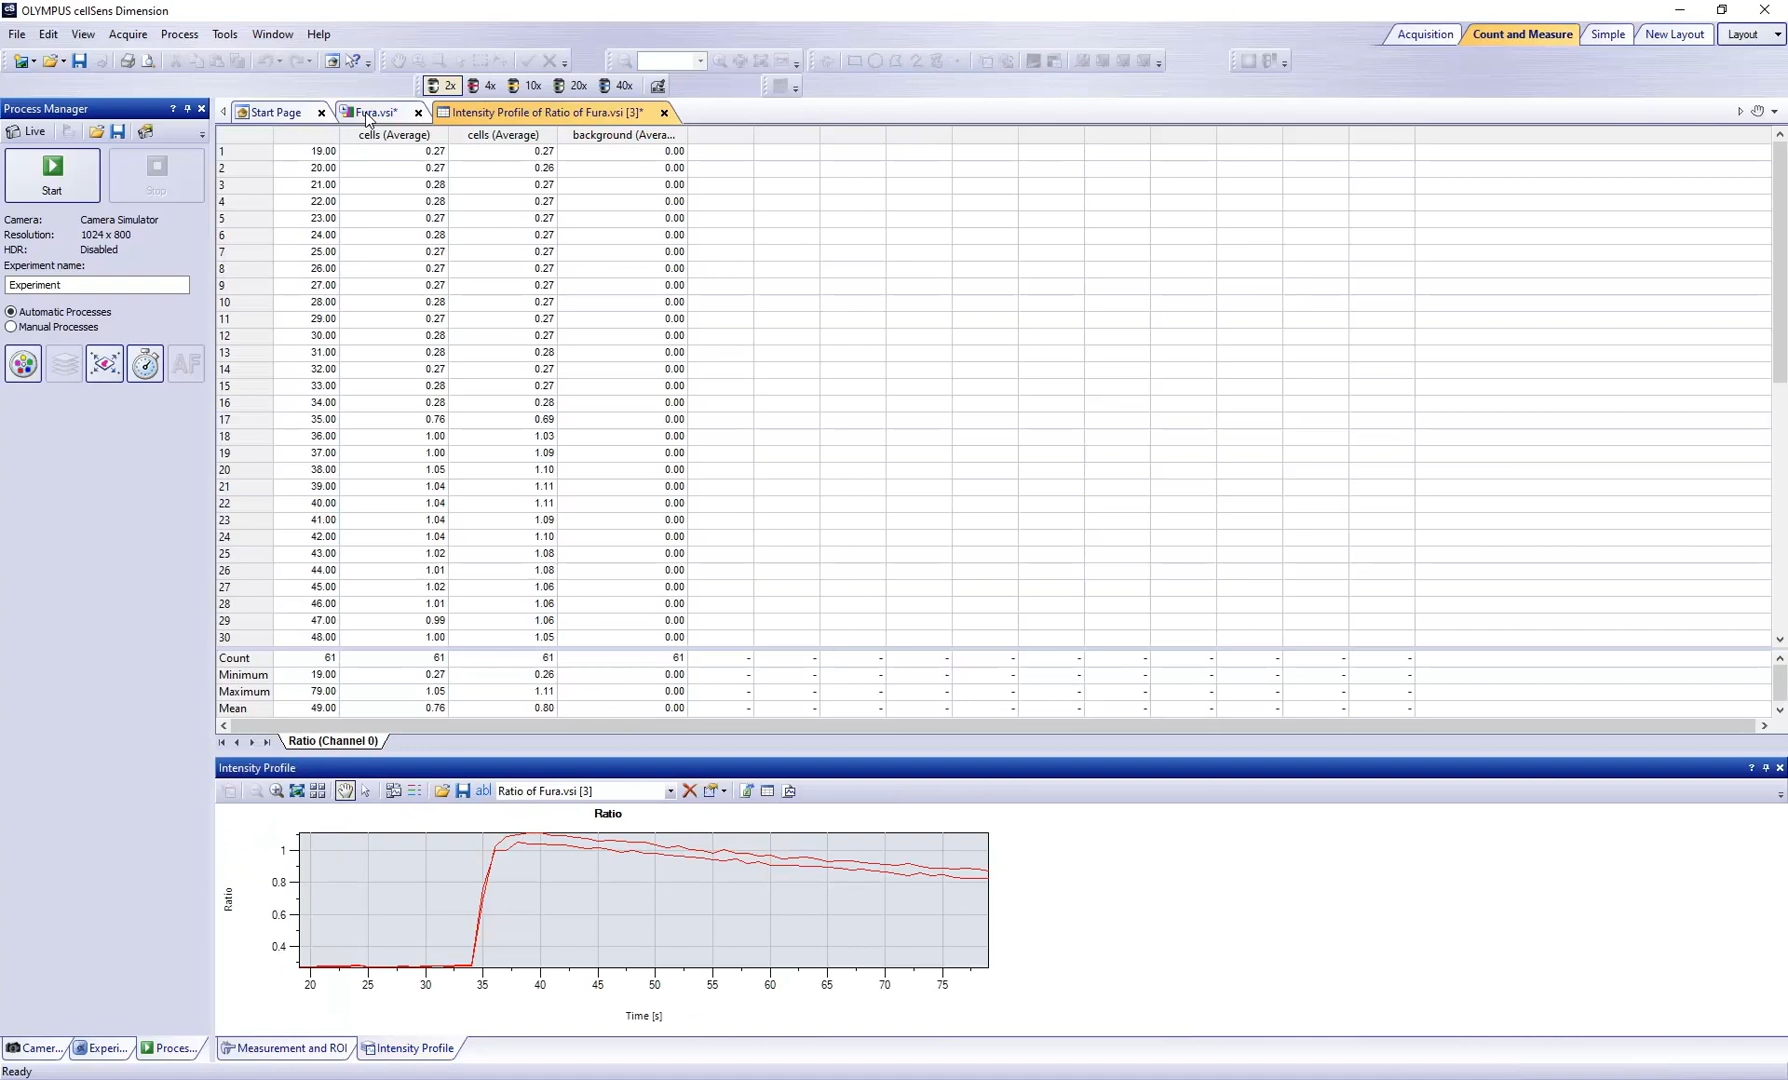 OLYMPUS cellSens Dimension
File Edit View Acquire Process Tools Window Help
Acquisition Count and Measure Simple New Layout Layout
2x 4x 10x 20x 40x
Process Manager
Start Page Fura.vsi* Intensity Profile of Ratio of Fura.vsi [3]*
Live
Start Stop
Camera: Camera Simulator
Resolution: 1024 x 800
HDR: Disabled
Experiment name:
Experiment
Automatic Processes
Manual Processes
AF
cells (Average) cells (Average) background (Avera...
1 19.00 0.27 0.27 0.00
2 20.00 0.27 0.26 0.00
3 21.00 0.28 0.27 0.00
4 22.00 0.28 0.27 0.00
5 23.00 0.27 0.27 0.00
6 24.00 0.28 0.27 0.00
7 25.00 0.27 0.27 0.00
8 26.00 0.27 0.27 0.00
9 27.00 0.27 0.27 0.00
10 28.00 0.28 0.27 0.00
11 29.00 0.27 0.27 0.00
12 30.00 0.28 0.27 0.00
13 31.00 0.28 0.28 0.00
14 32.00 0.27 0.27 0.00
15 33.00 0.28 0.27 0.00
16 34.00 0.28 0.28 0.00
17 35.00 0.76 0.69 0.00
18 36.00 1.00 1.03 0.00
19 37.00 1.00 1.09 0.00
20 38.00 1.05 1.10 0.00
21 39.00 1.04 1.11 0.00
22 40.00 1.04 1.11 0.00
23 41.00 1.04 1.09 0.00
24 42.00 1.04 1.10 0.00
25 43.00 1.02 1.08 0.00
26 44.00 1.01 1.08 0.00
27 45.00 1.02 1.06 0.00
28 46.00 1.01 1.06 0.00
29 47.00 0.99 1.06 0.00
30 48.00 1.00 1.05 0.00
Count 61 61 61 61 - - - - - - - - - - -
Minimum 19.00 0.27 0.26 0.00 - - - - - - - - - - -
Maximum 79.00 1.05 1.11 0.00 - - - - - - - - - - -
Mean 49.00 0.76 0.80 0.00 - - - - - - - - - - -
Ratio (Channel 0)
Intensity Profile
abl Ratio of Fura.vsi [3]
Ratio
1
0.8
0.6
0.4
Ratio
20 25 30 35 40 45 50 55 60 65 70 75
Time [s]
Camer... Experi... Proces... Measurement and ROI Intensity Profile
Ready